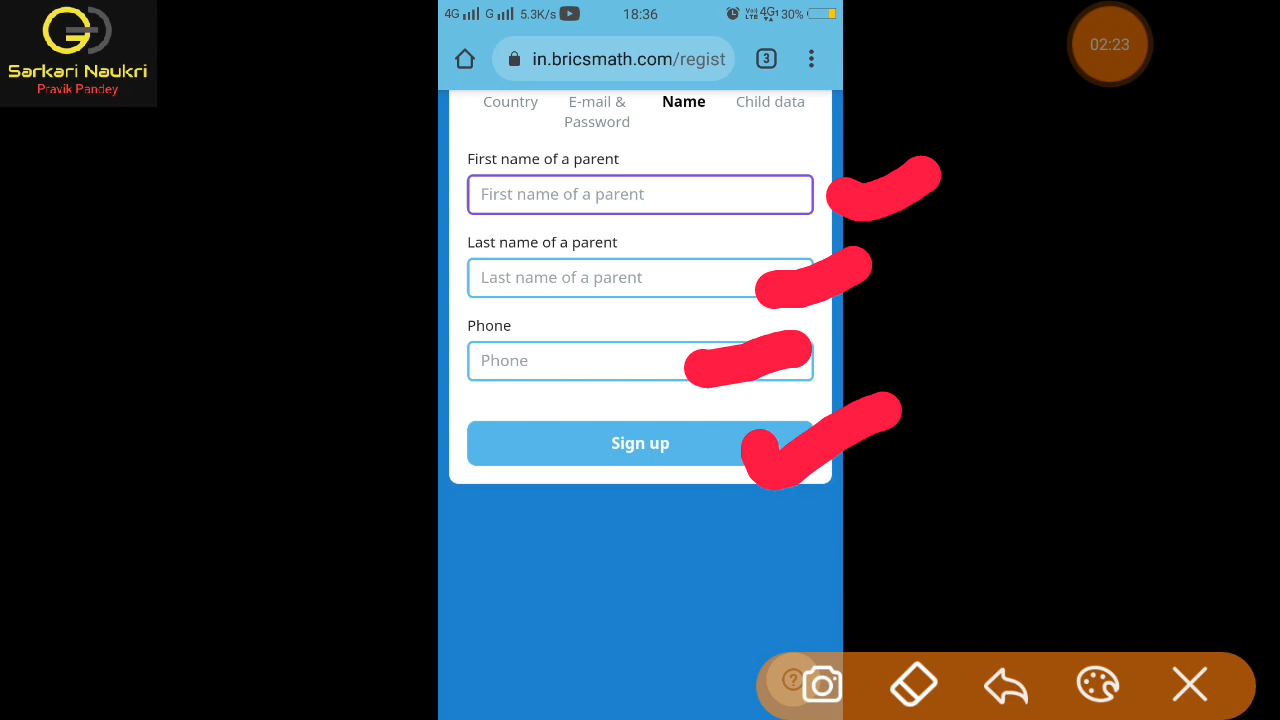 Sarkari Naukri
Pravik Pandey
4G G 5.3K/s 18:36 VoLTE 4G 30%
02:23
in.bricsmath.com/regist 3
Country E-mail & Password Name Child data
First name of a parent
First name of a parent
Last name of a parent
Last name of a parent
Phone
Phone
Sign up
?